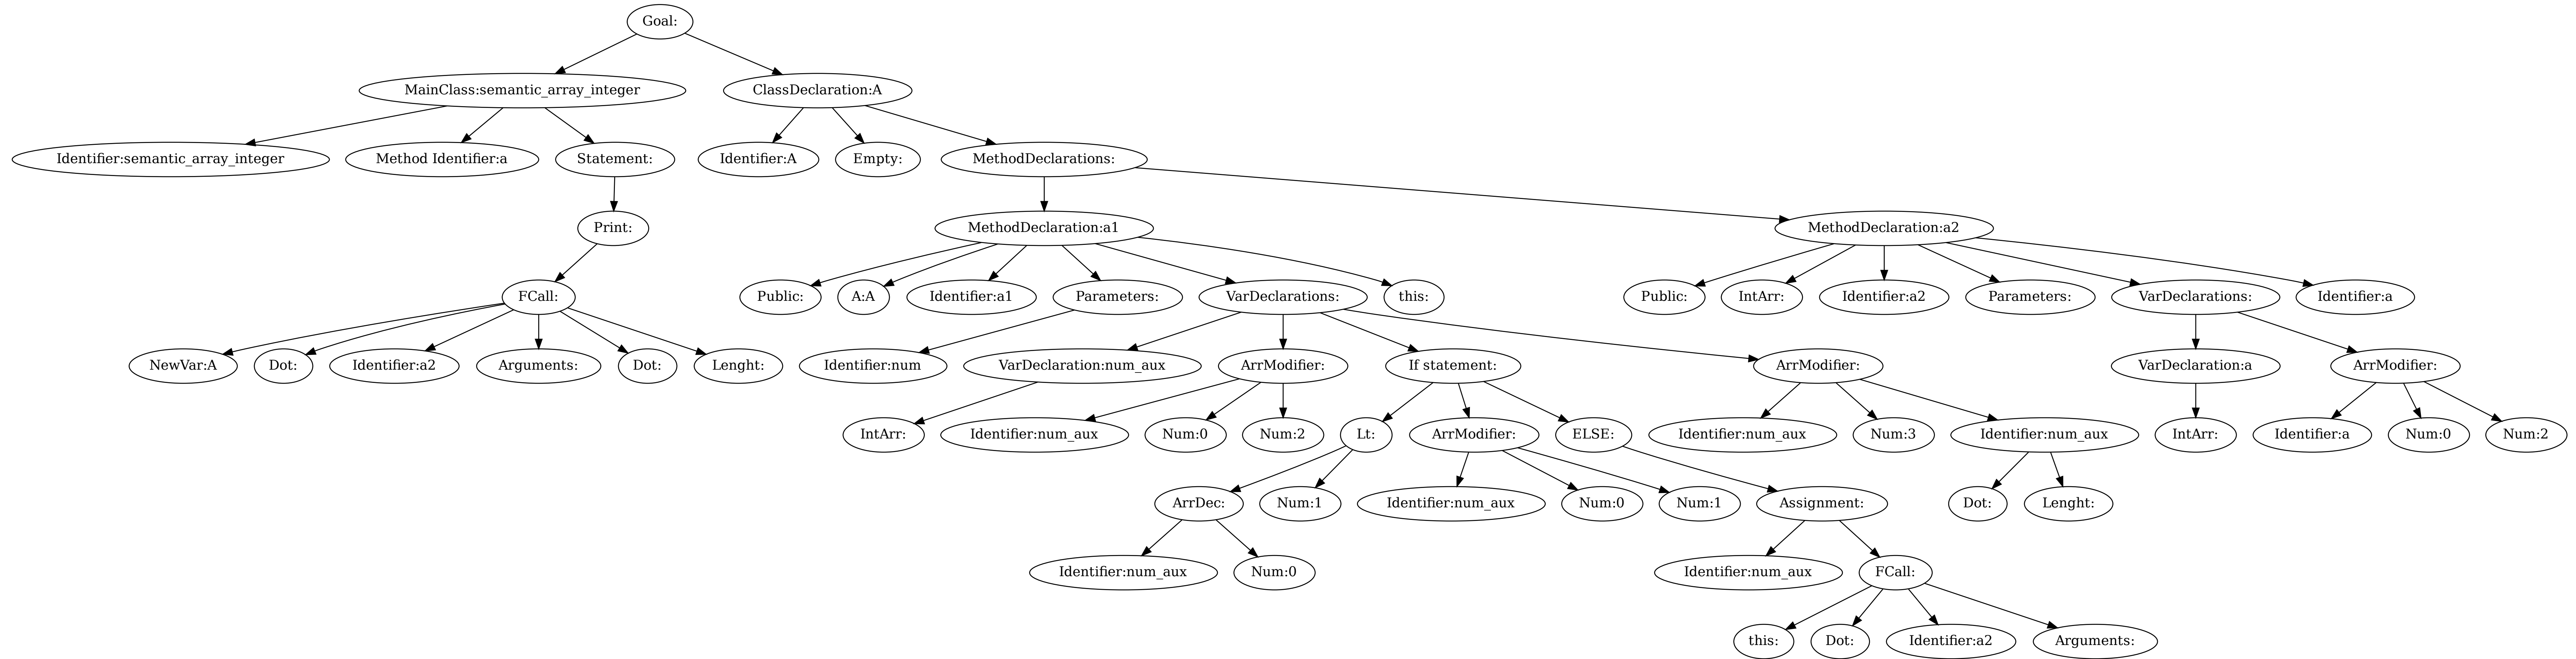 Goal:
MainClass:semantic_array_integer
ClassDeclaration:A
Identifier:semantic_array_integer
Method Identifier:a
Statement:
Identifier:A
Empty:
MethodDeclarations:
Print:
MethodDeclaration:a1
MethodDeclaration:a2
FCall:
Public:
A:A
Identifier:a1
Parameters:
VarDeclarations:
this:
Public:
IntArr:
Identifier:a2
Parameters:
VarDeclarations:
Identifier:a
NewVar:A
Dot:
Identifier:a2
Arguments:
Dot:
Lenght:
Identifier:num
VarDeclaration:num_aux
ArrModifier:
If statement:
ArrModifier:
VarDeclaration:a
ArrModifier:
IntArr:
Identifier:num_aux
Num:0
Num:2
Lt:
ArrModifier:
ELSE:
Identifier:num_aux
Num:3
Identifier:num_aux
IntArr:
Identifier:a
Num:0
Num:2
ArrDec:
Num:1
Identifier:num_aux
Num:0
Num:1
Assignment:
Dot:
Lenght:
Identifier:num_aux
Num:0
Identifier:num_aux
FCall:
this:
Dot:
Identifier:a2
Arguments: